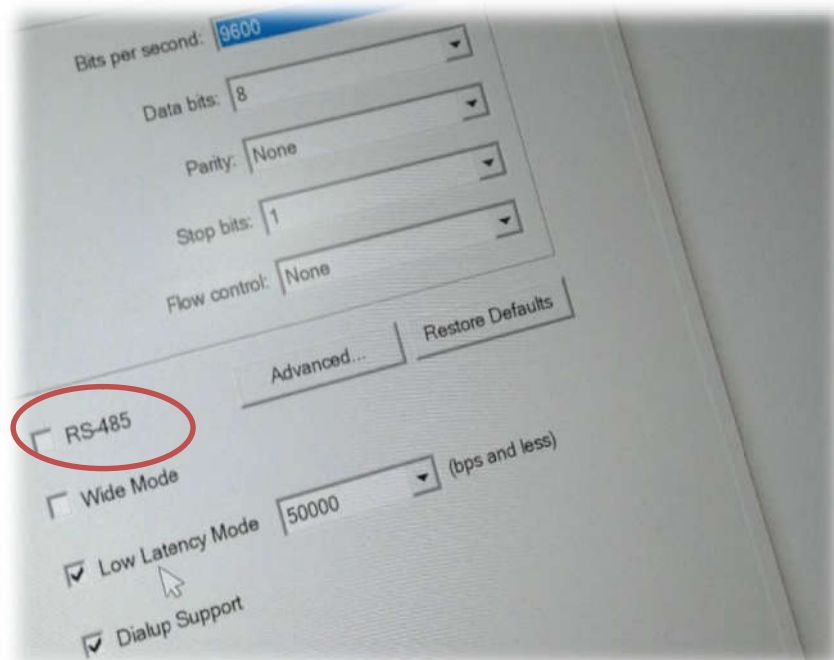 Bits per second: 9600
Data bits: 8
Parity: None
Stop bits: 1
Flow control: None
Advanced... Restore Defaults
RS-485
Wide Mode
Low Latency Mode 50000 (bps and less)
Dialup Support